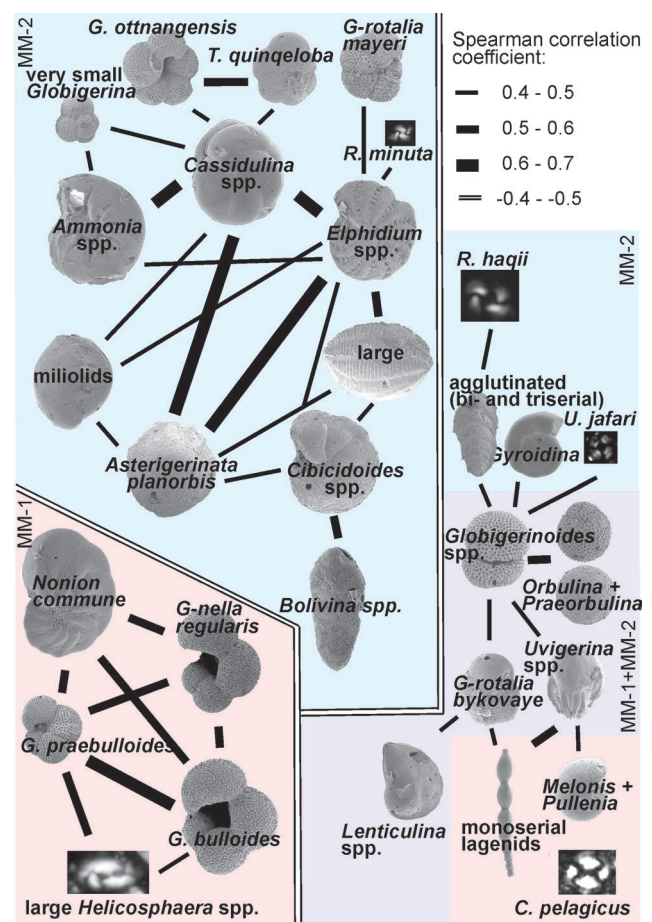 MM-2
G. ottnangensis
T. quinqeloba
G-rotalia
mayeri
very small
Globigerina
R. minuta
Cassidulina
spp.
Ammonia
spp.
Elphidium
spp.
miliolids
large
Asterigerinata
planorbis
Cibicidoides
spp.
Bolivina spp.
MM-1
Nonion
commune
G-nella
regularis
G. praebulloides
G. bulloides
large Helicosphaera spp.
Spearman correlation
coefficient:
0.4 - 0.5
0.5 - 0.6
0.6 - 0.7
-0.4 - -0.5
MM-2
R. haqii
agglutinated
(bi- and triserial)
U. jafari
Gyroidina
Globigerinoides
spp.
Orbulina +
Praeorbulina
MM-1+MM-2
Uvigerina
spp.
G-rotalia
bykovaye
Lenticulina
spp.
monoserial
lagenids
Melonis +
Pullenia
C. pelagicus